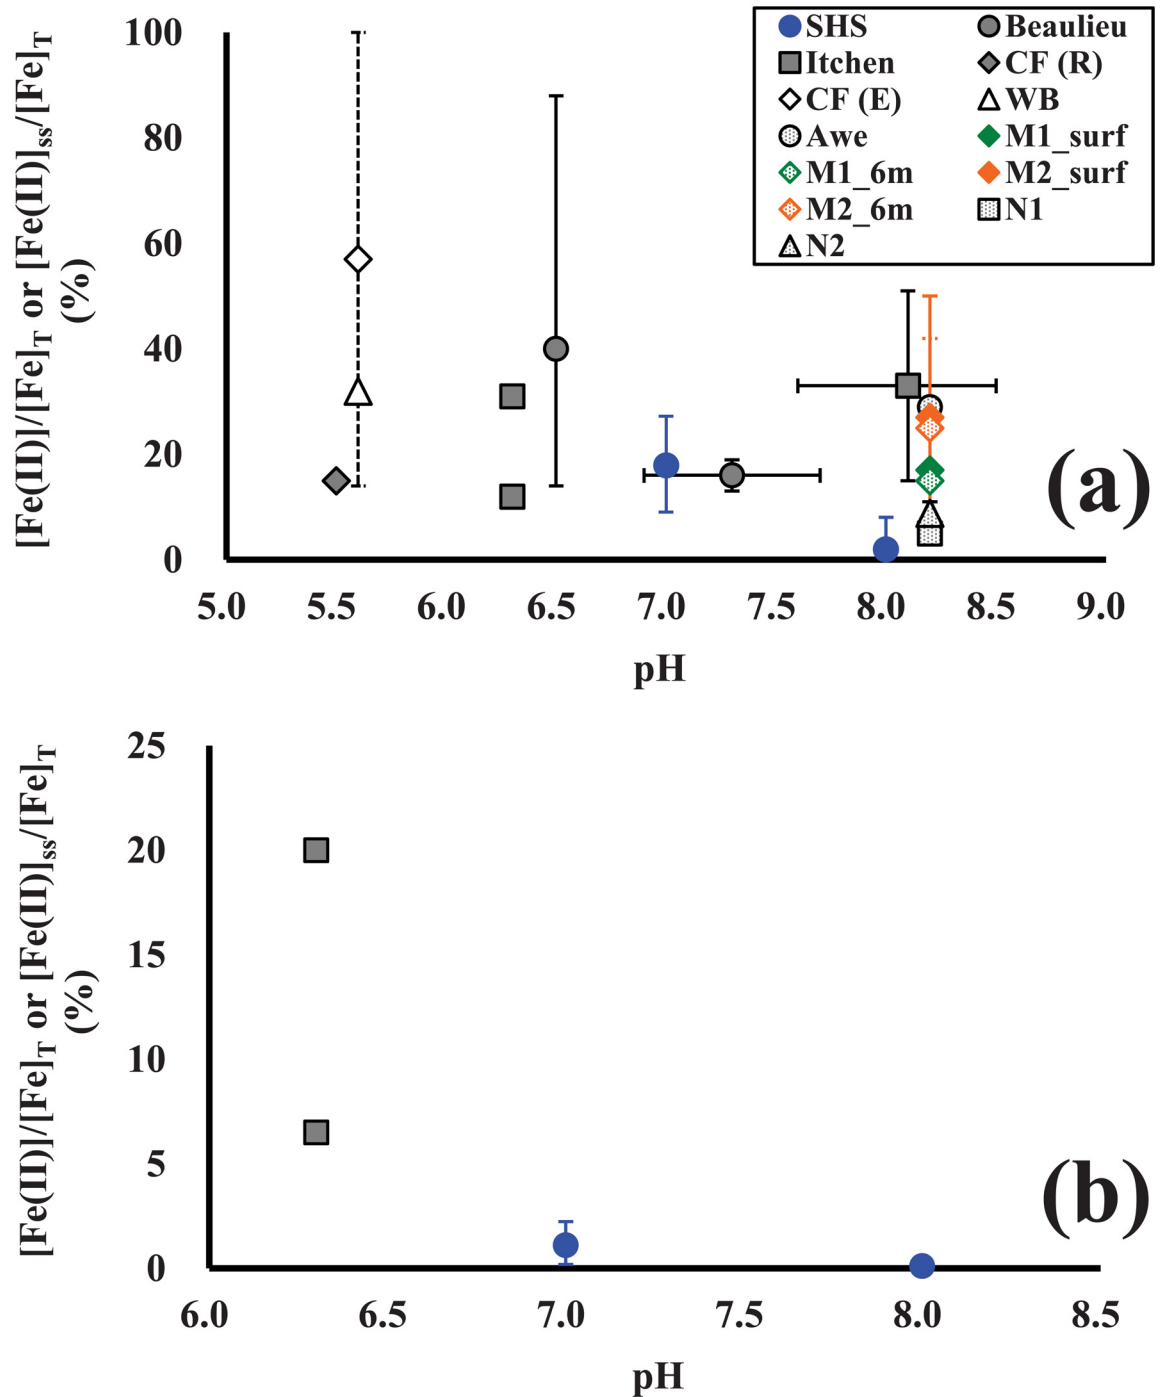 [Fe(II)]/[Fe]T or [Fe(II)]ss/[Fe]T
(%)
100
80
60
40
20
0
SHS Beaulieu
Itchen CF (R)
CF (E) WB
Awe M1_surf
M1_6m M2_surf
M2_6m N1
N2
(a)
5.0 5.5 6.0 6.5 7.0 7.5 8.0 8.5 9.0
pH
[Fe(II)]/[Fe]T or [Fe(II)]ss/[Fe]T
(%)
25
20
15
10
5
0
(b)
6.0 6.5 7.0 7.5 8.0 8.5
pH